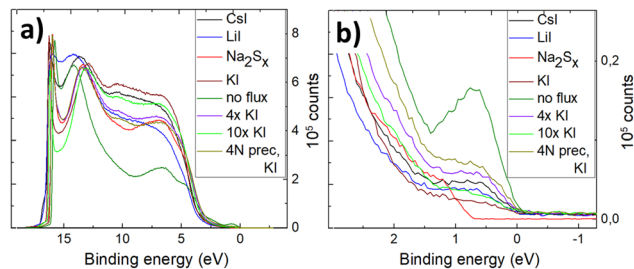 a)
CsI
LiI
Na₂Sₓ
KI
no flux
4x KI
10x KI
4N prec,
KI
8
7
6
4
3
2
0
10⁵ counts
15 10 5 0
Binding energy (eV)
b)
CsI
LiI
Na₂Sₓ
KI
no flux
4x KI
10x KI
4N prec,
KI
0,2
0,0
10⁵ counts
2 1 0 -1
Binding energy (eV)